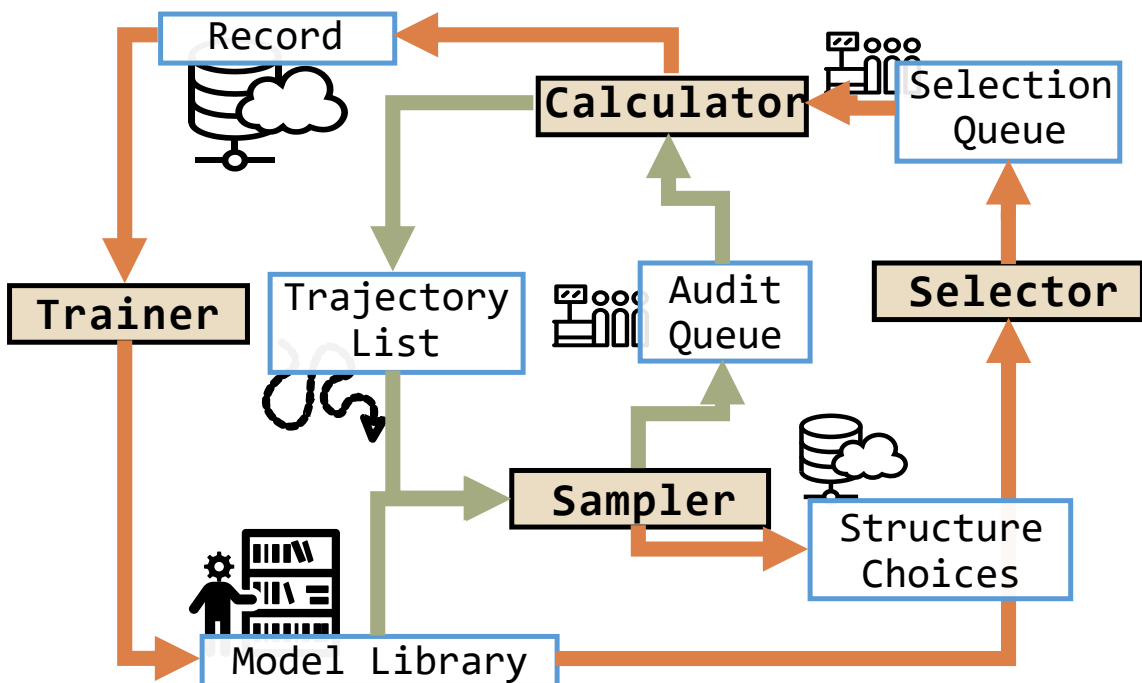 Record
Calculator
Selection
Queue
Trainer
Trajectory
List
Audit
Queue
Selector
Sampler
Structure
Choices
Model Library